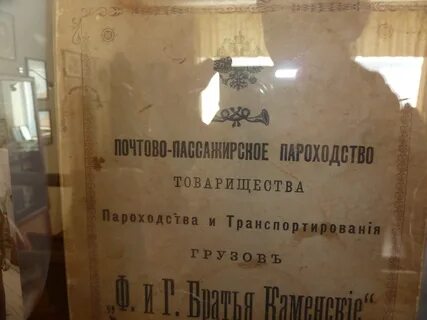 ПОЧТОВО-ПАССАЖИРСКОЕ ПАРОХОДСТВО
ТОВАРИЩЕСТВА
Пароходства и Транспортированія
ГРУЗОВЪ
„Ф. и Г. Братья Каменскіе“